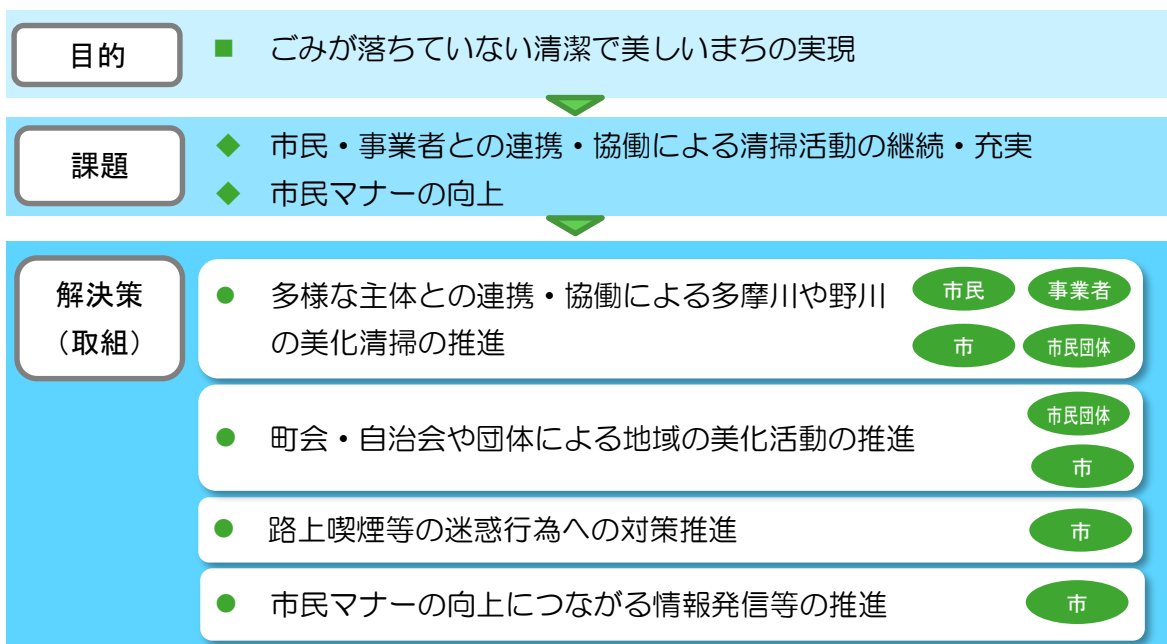 目的
■ ごみが落ちていない清潔で美しいまちの実現
課題
◆ 市民・事業者との連携・協働による清掃活動の継続・充実
◆ 市民マナーの向上
解決策
（取組）
● 多様な主体との連携・協働による多摩川や野川
の美化清掃の推進
市民 事業者
市 市民団体
● 町会・自治会や団体による地域の美化活動の推進
市民団体
市
● 路上喫煙等の迷惑行為への対策推進
市
● 市民マナーの向上につながる情報発信等の推進
市